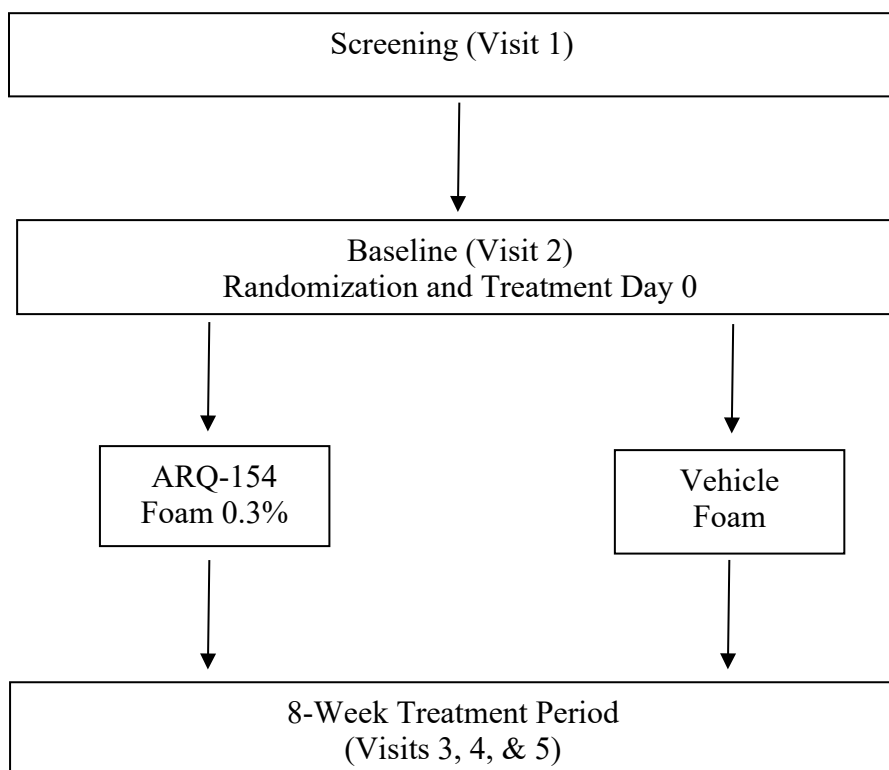 Screening (Visit 1)
Baseline (Visit 2)
Randomization and Treatment Day 0
ARQ-154
Foam 0.3%
Vehicle
Foam
8-Week Treatment Period
(Visits 3, 4, & 5)